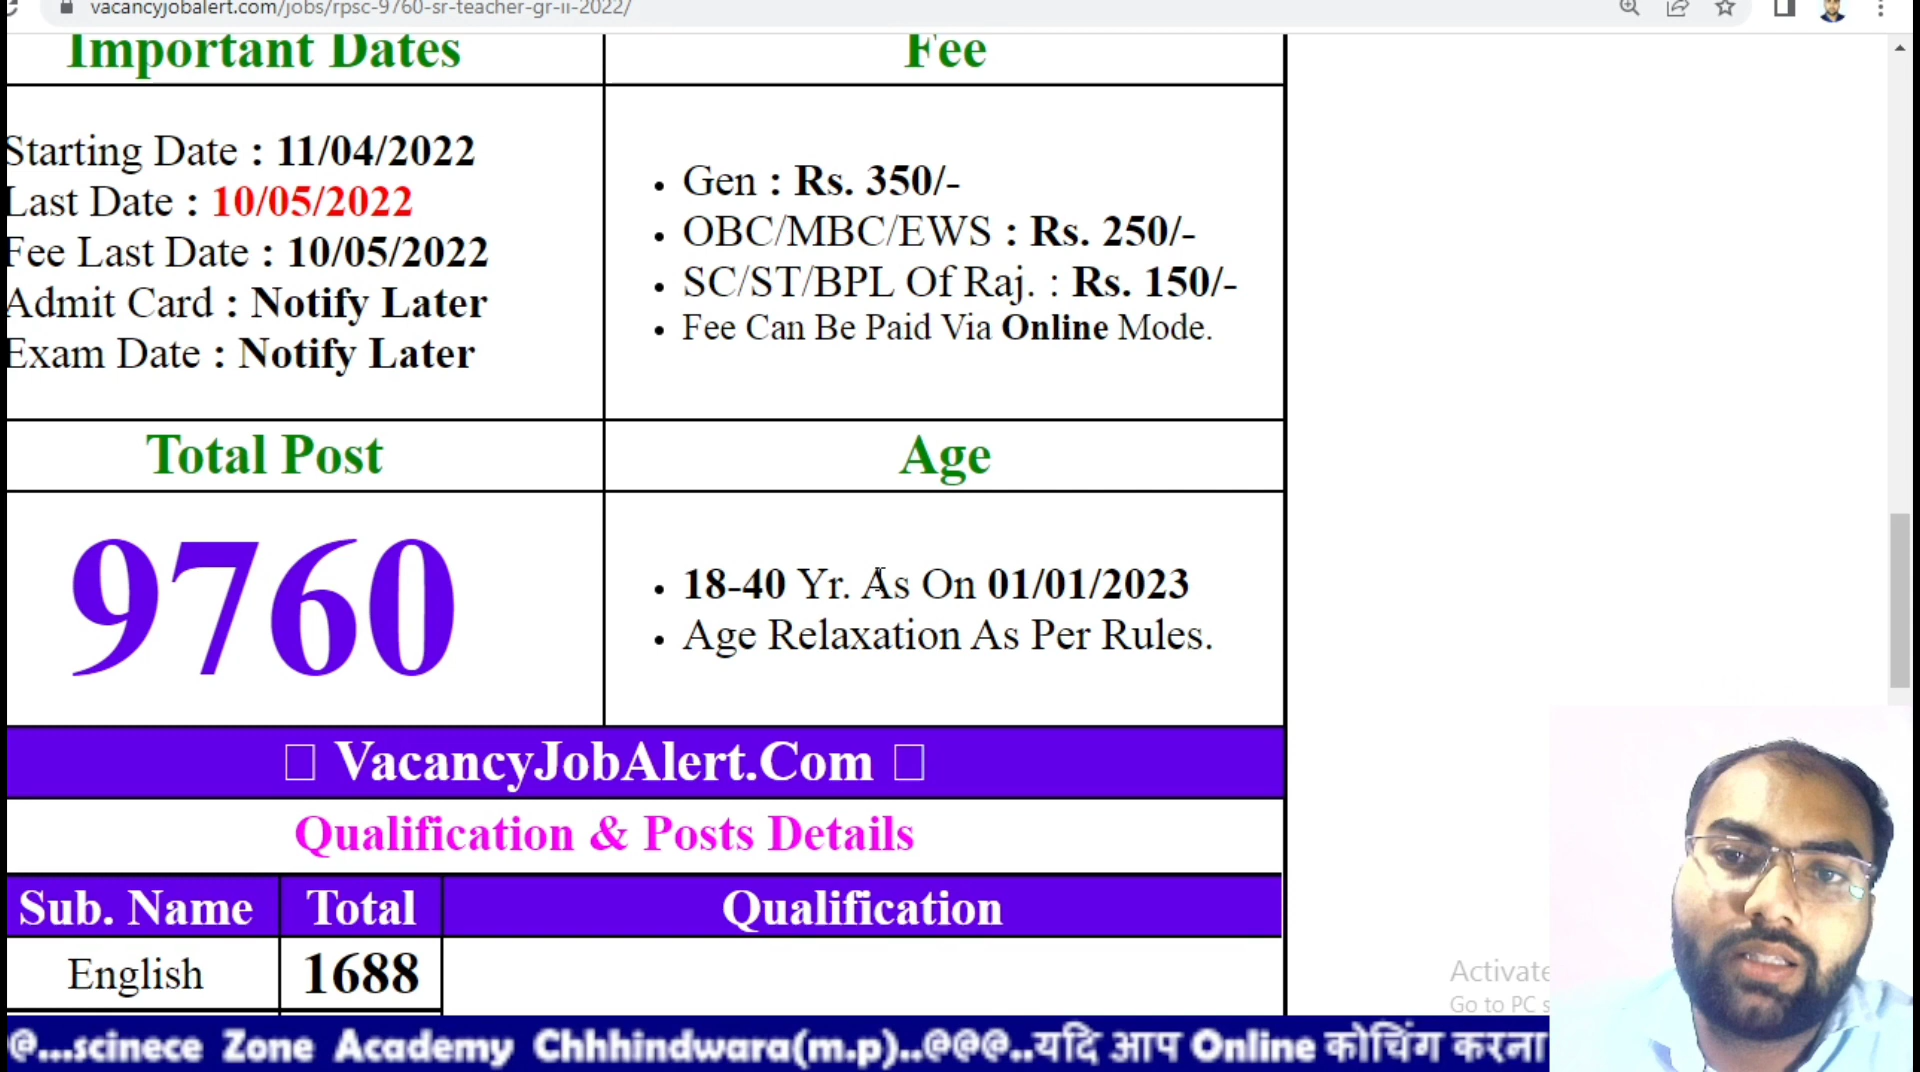 vacancyjobalert.com/jobs/rpsc-9760-sr-teacher-gr-ii-2022/
Important Dates
Fee
Starting Date : 11/04/2022
Last Date : 10/05/2022
Fee Last Date : 10/05/2022
Admit Card : Notify Later
Exam Date : Notify Later
• Gen : Rs. 350/-
• OBC/MBC/EWS : Rs. 250/-
• SC/ST/BPL Of Raj. : Rs. 150/-
• Fee Can Be Paid Via Online Mode.
Total Post
Age
9760
• 18-40 Yr. As On 01/01/2023
• Age Relaxation As Per Rules.
VacancyJobAlert.Com
Qualification & Posts Details
Sub. Name Total Qualification
English 1688
Activate
Go to PC s
@...scinece Zone Academy Chhhindwara(m.p)..@@@..यदि आप Online कोचिंग करना